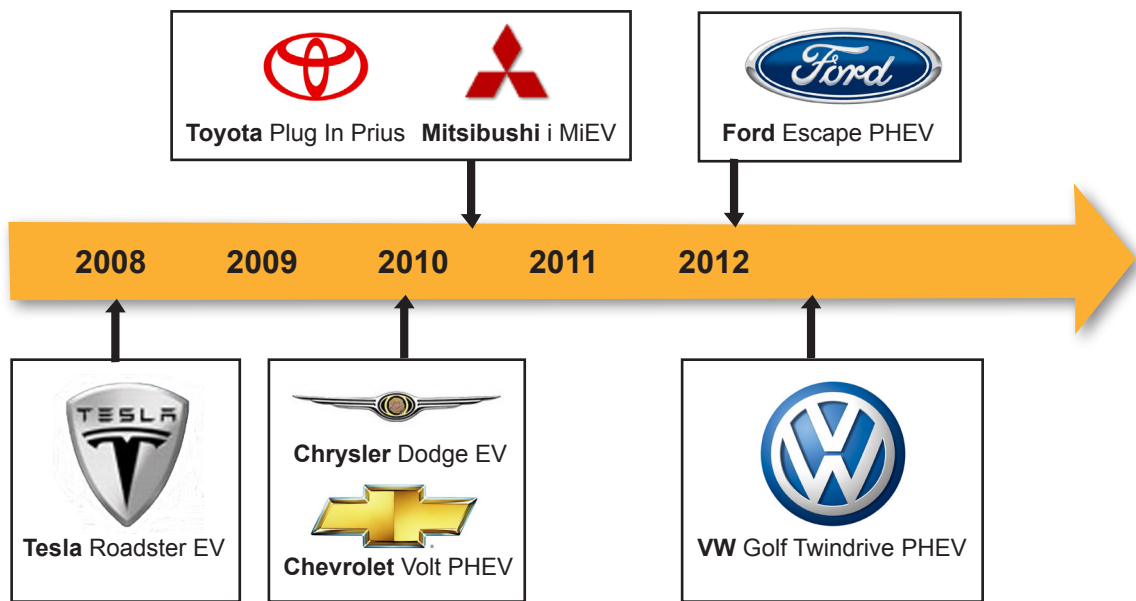 Toyota Plug In Prius
Mitsibushi i MiEV
Ford
Ford Escape PHEV
2008 2009 2010 2011 2012
TESLA
Tesla Roadster EV
Chrysler Dodge EV
Chevrolet Volt PHEV
VW Golf Twindrive PHEV